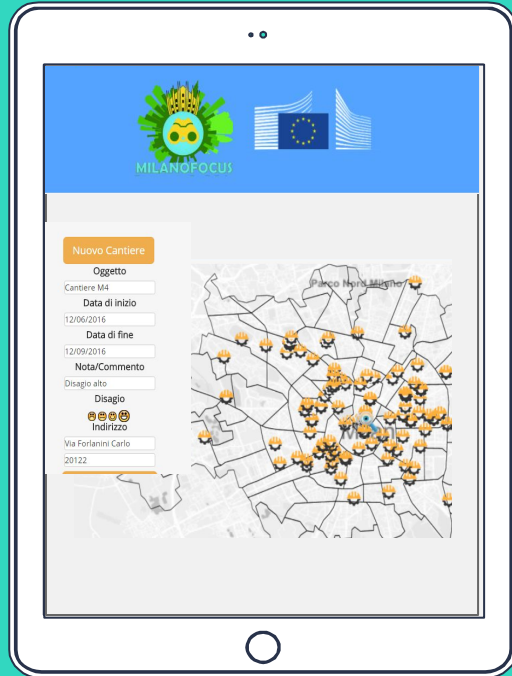 MILANOFOCUS
Nuovo Cantiere
Oggetto
Cantiere M4
Data di inizio
12/06/2016
Data di fine
12/09/2016
Nota/Commento
Disagio alto
Disagio
Indirizzo
Via Forlanini Carlo
20122
Parco Nord Milano